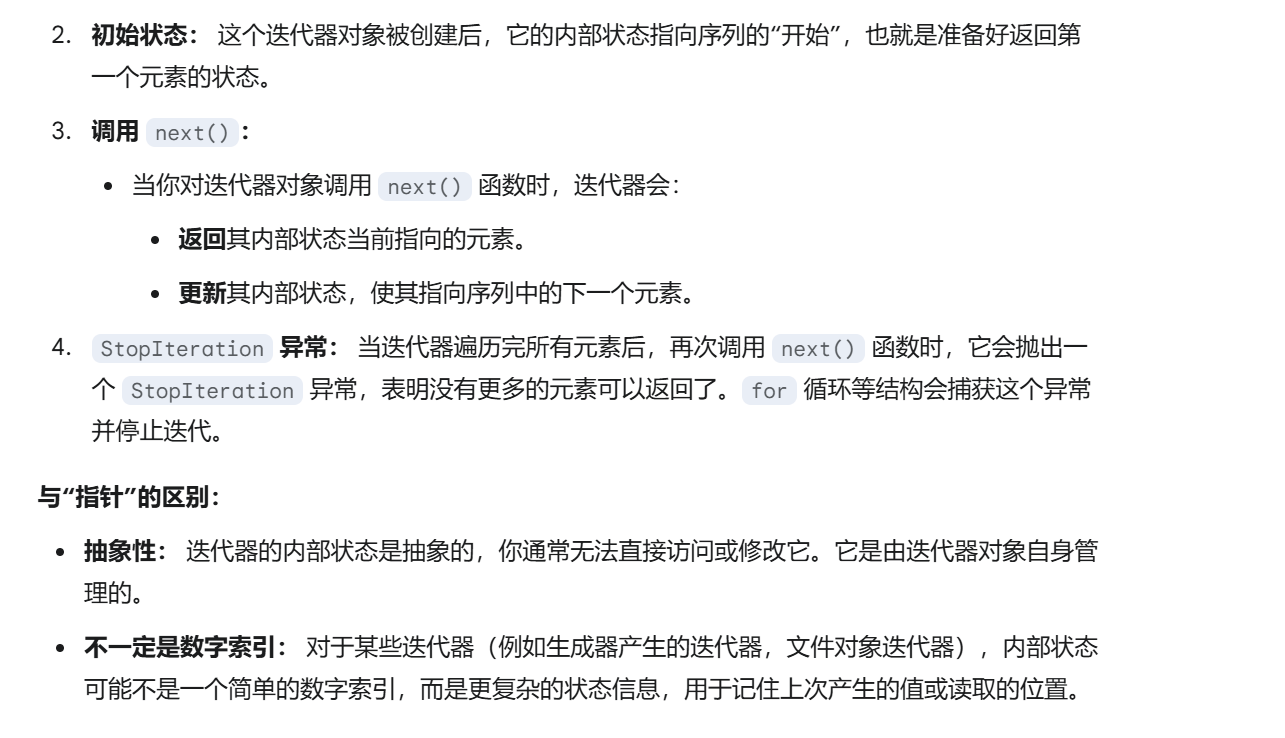 2. 初始状态： 这个迭代器对象被创建后，它的内部状态指向序列的“开始”，也就是准备好返回第
一个元素的状态。
3. 调用 next()：
• 当你对迭代器对象调用 next() 函数时，迭代器会：
• 返回其内部状态当前指向的元素。
• 更新其内部状态，使其指向序列中的下一个元素。
4. StopIteration 异常： 当迭代器遍历完所有元素后，再次调用 next() 函数时，它会抛出一
个 StopIteration 异常，表明没有更多的元素可以返回了。for 循环等结构会捕获这个异常
并停止迭代。
与“指针”的区别：
• 抽象性： 迭代器的内部状态是抽象的，你通常无法直接访问或修改它。它是由迭代器对象自身管
理的。
• 不一定是数字索引： 对于某些迭代器（例如生成器产生的迭代器，文件对象迭代器），内部状态
可能不是一个简单的数字索引，而是更复杂的状态信息，用于记住上次产生的值或读取的位置。